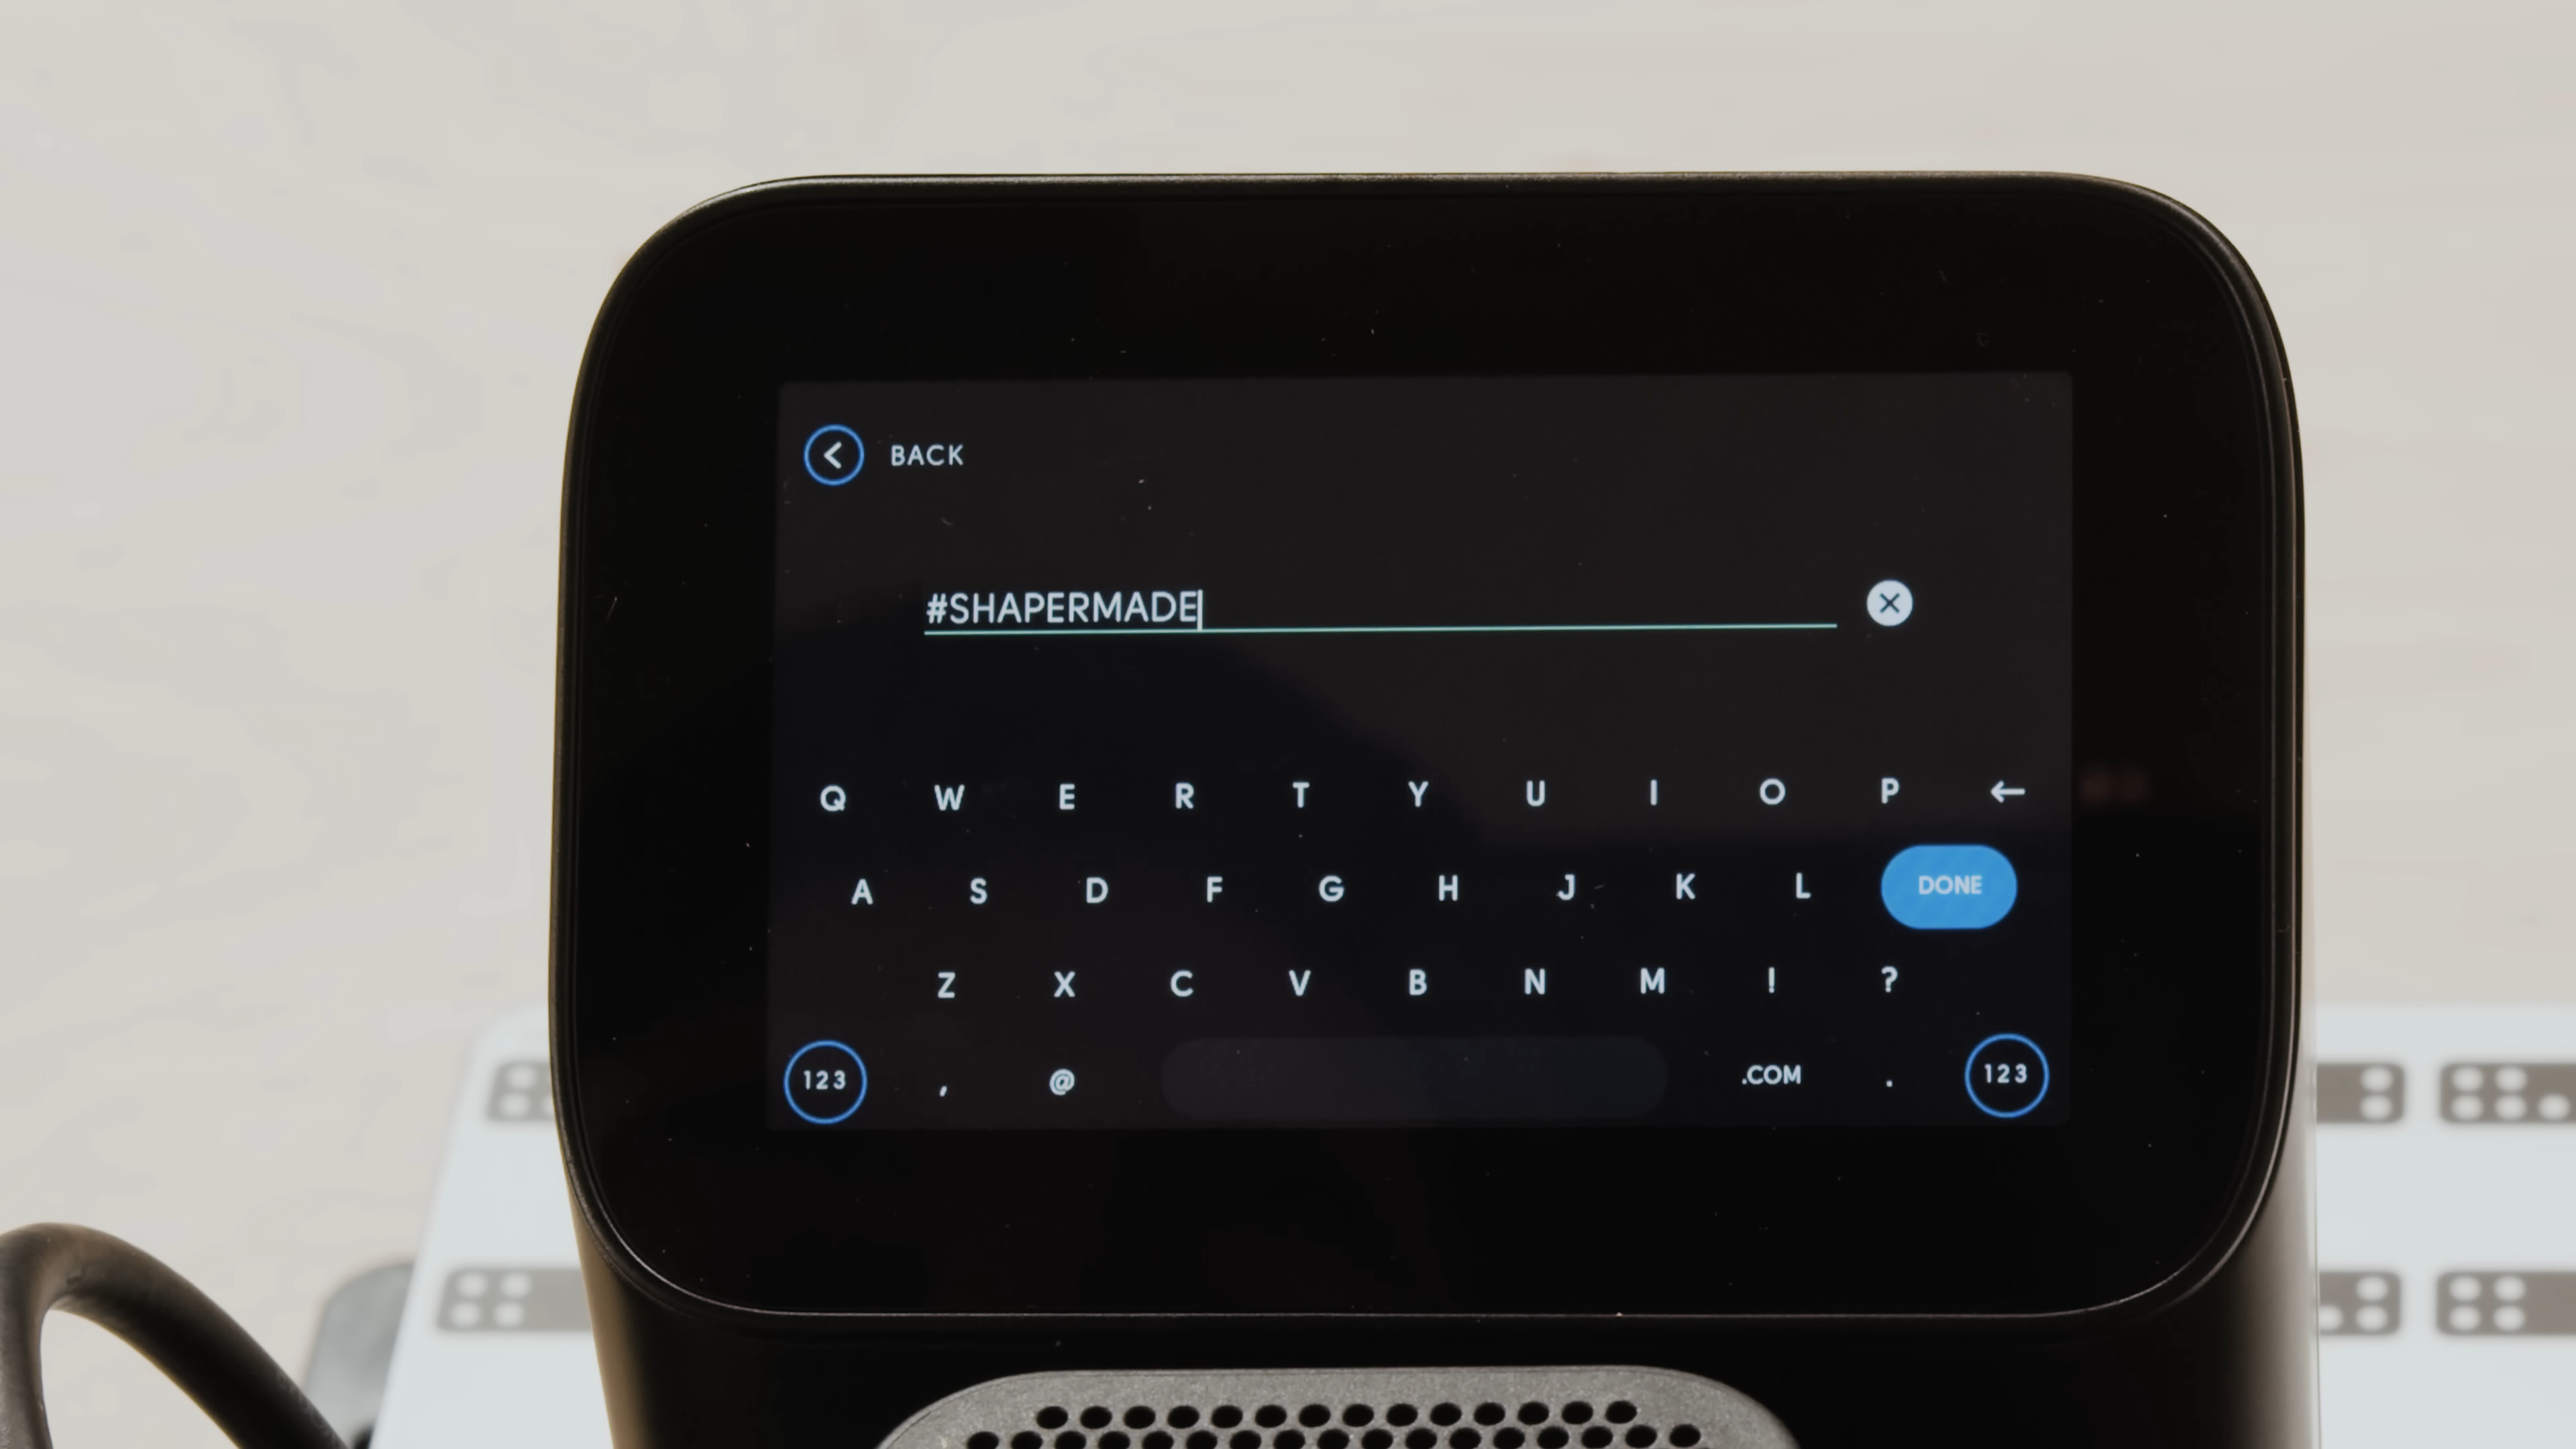 BACK
#SHAPERMADE
Q W E R T Y U I O P ←
A S D F G H J K L DONE
Z X C V B N M ! ?
123 , @ .COM . 123